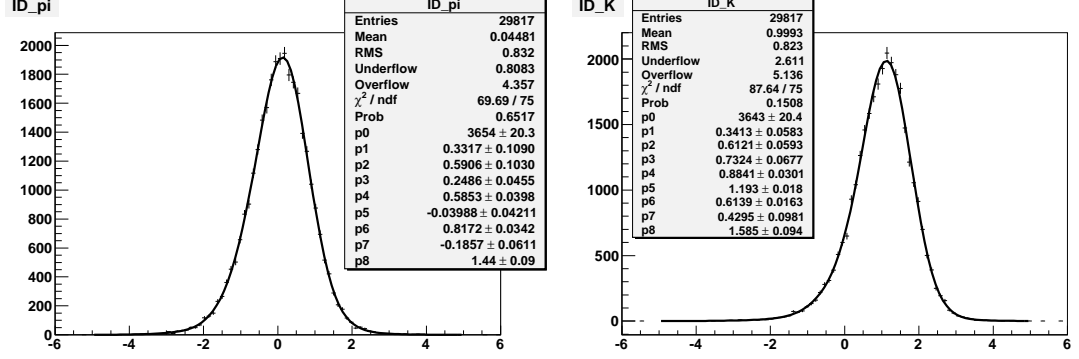 ID_pi
ID_pi
Entries 29817
Mean 0.04481
RMS 0.832
Underflow 0.8083
Overflow 4.357
χ² / ndf 69.69 / 75
Prob 0.6517
p0 3654 ± 20.3
p1 0.3317 ± 0.1090
p2 0.5906 ± 0.1030
p3 0.2486 ± 0.0455
p4 0.5853 ± 0.0398
p5 -0.03988 ± 0.04211
p6 0.8172 ± 0.0342
p7 -0.1857 ± 0.0611
p8 1.44 ± 0.09
2000
1800
1600
1400
1200
1000
800
600
400
200
0
-6 -4 -2 0 2 4 6
ID_K
ID_K
Entries 29817
Mean 0.9993
RMS 0.823
Underflow 2.611
Overflow 5.136
χ² / ndf 87.64 / 75
Prob 0.1508
p0 3643 ± 20.4
p1 0.3413 ± 0.0583
p2 0.6121 ± 0.0593
p3 0.7324 ± 0.0677
p4 0.8841 ± 0.0301
p5 1.193 ± 0.018
p6 0.6139 ± 0.0163
p7 0.4295 ± 0.0981
p8 1.585 ± 0.094
2000
1500
1000
500
0
-6 -4 -2 0 2 4 6